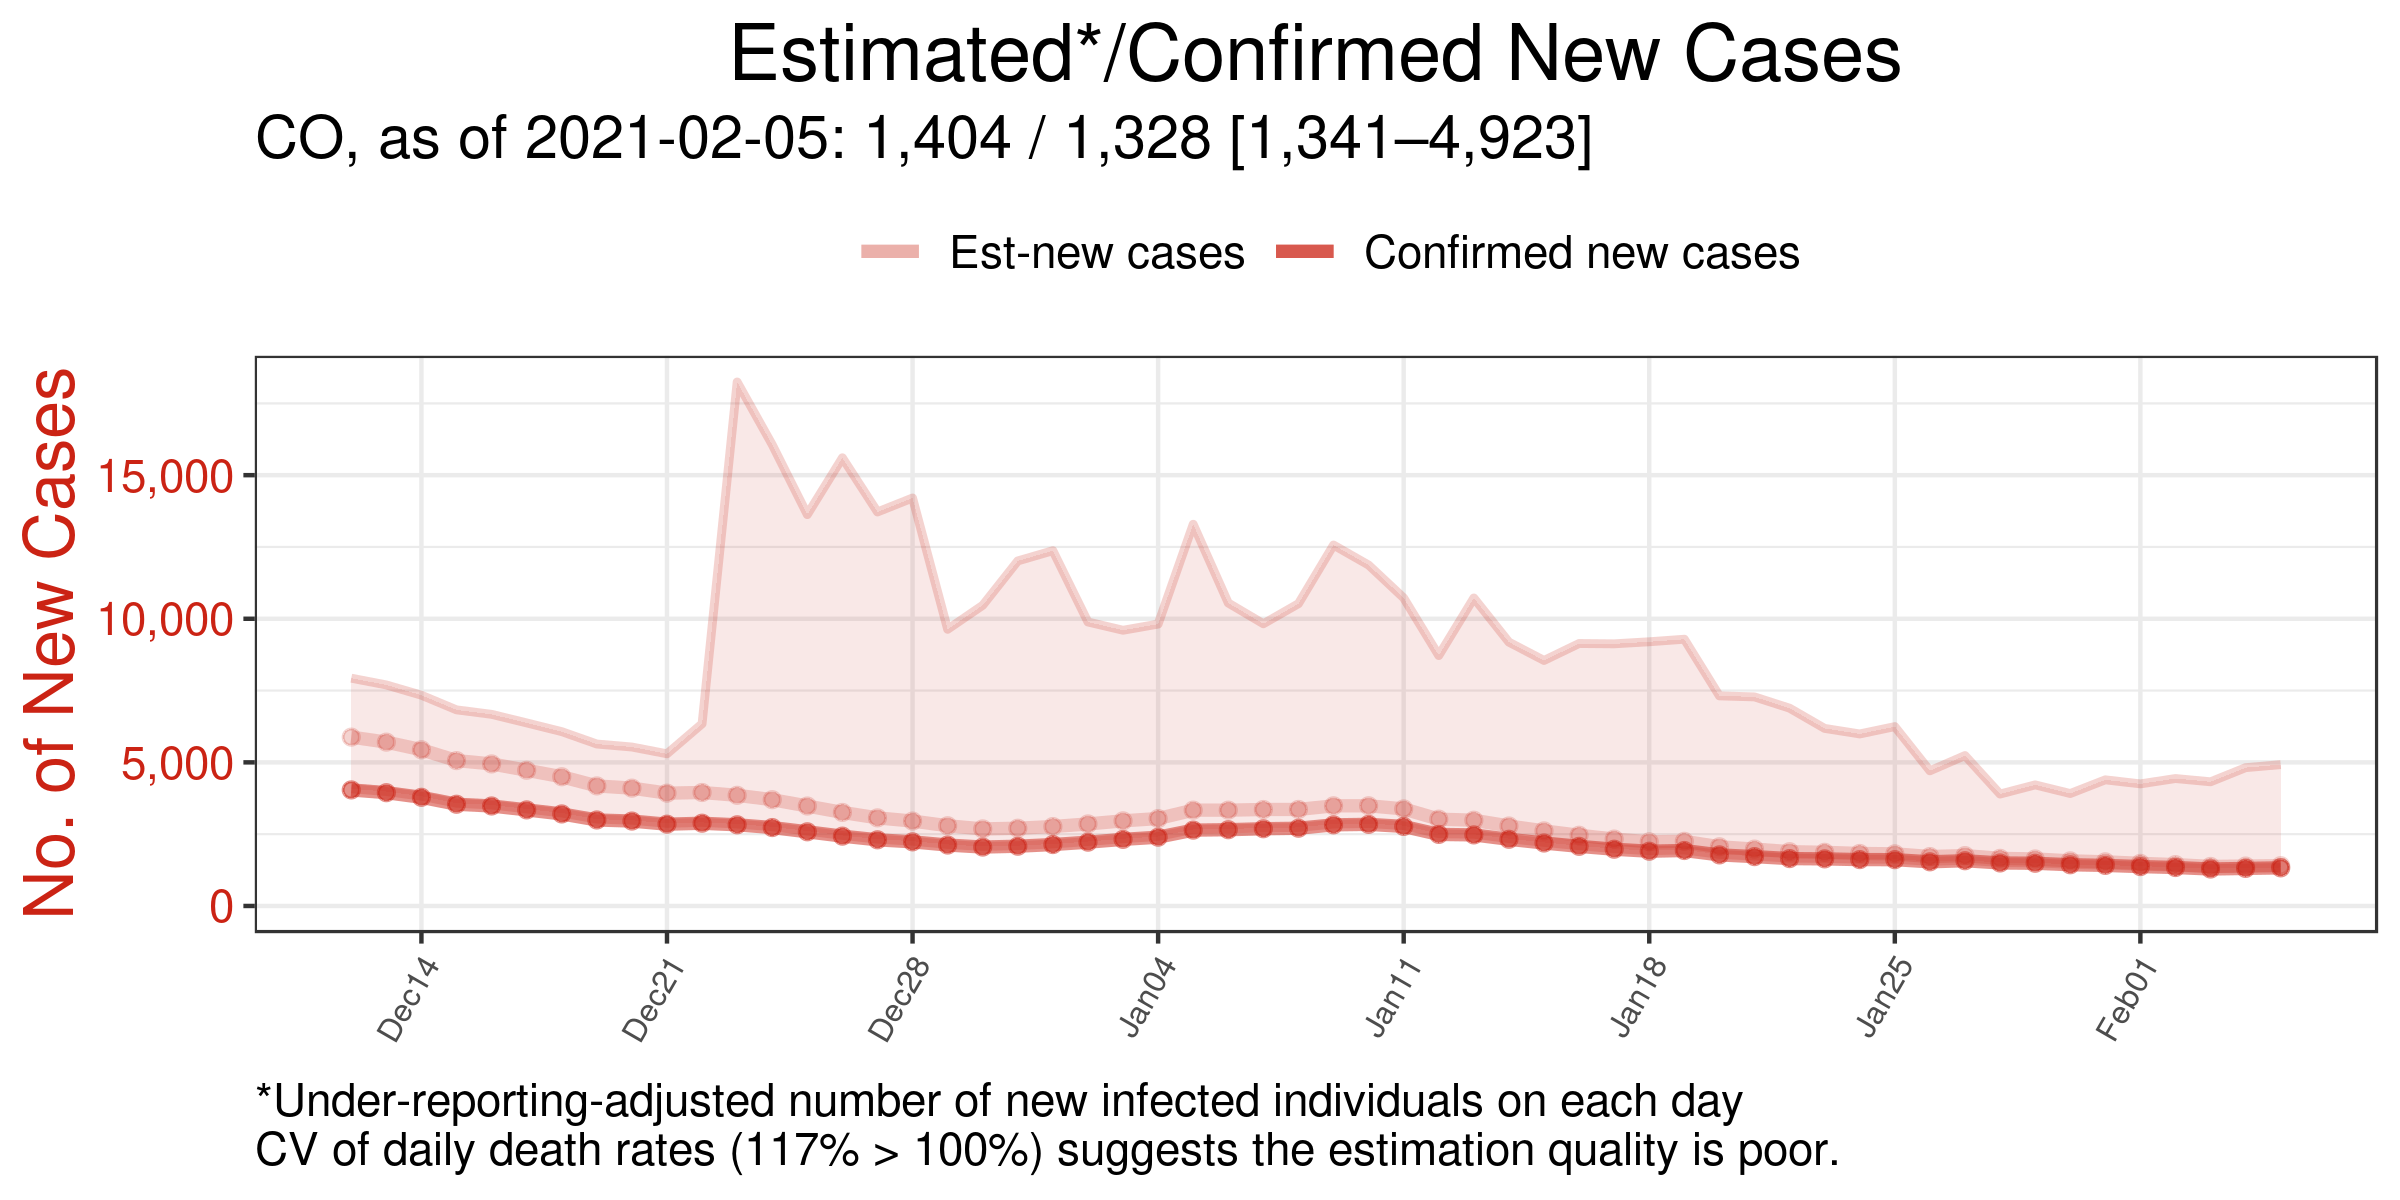 Estimated*/Confirmed New Cases
CO, as of 2021-02-05: 1,404 / 1,328 [1,341–4,923]
Est-new cases
Confirmed new cases
No. of New Cases
15,000
10,000
5,000
0
Dec14
Dec21
Dec28
Jan04
Jan11
Jan18
Jan25
Feb01
*Under-reporting-adjusted number of new infected individuals on each day
CV of daily death rates (117% > 100%) suggests the estimation quality is poor.